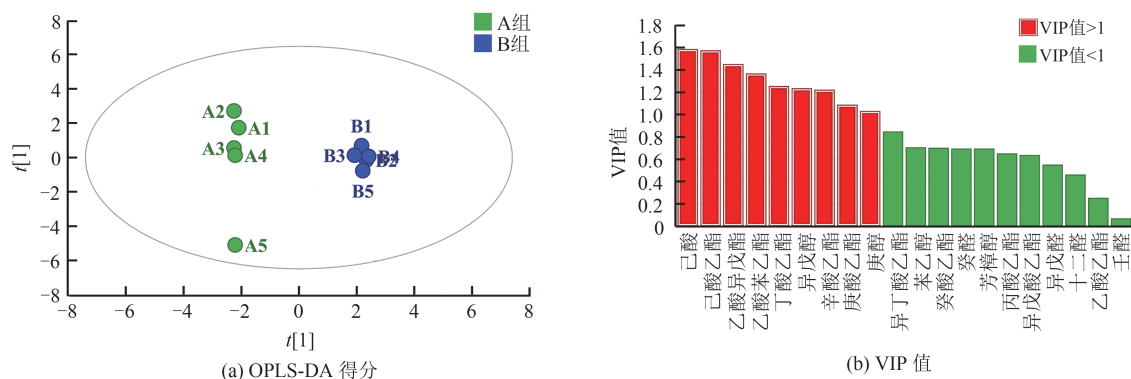 A组
B组
8
6
4
2
0
−2
−4
−6
−8
t[1]
A2
A1
A3
A4
A5
B1
B3
B4
B2
B5
−8
−6
−4
−2
0
2
4
6
8
t[1]
(a) OPLS-DA 得分
VIP值>1
VIP值<1
1.8
1.6
1.4
1.2
1.0
0.8
0.6
0.4
0.2
0
VIP值
己酸
己酸乙酯
乙酸异戊酯
乙酸苯乙酯
丁酸乙酯
异戊醇
辛酸乙酯
庚酸乙酯
庚醇
异丁酸乙酯
苯乙醇
癸酸乙酯
癸醛
芳樟醇
丙酸乙酯
异戊酸乙酯
异戊醛
十二醛
乙酸乙酯
壬醛
(b) VIP 值